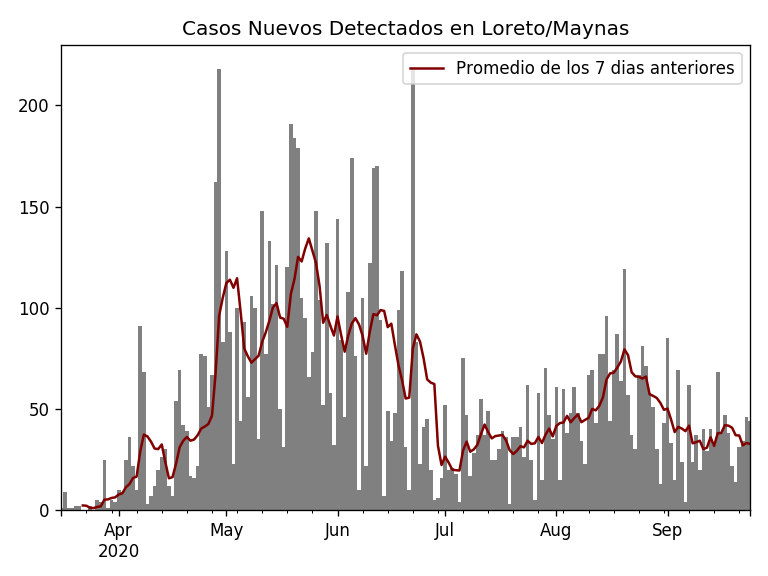 Casos Nuevos Detectados en Loreto/Maynas
Promedio de los 7 dias anteriores
200
150
100
50
0
Apr May Jun Jul Aug Sep
2020